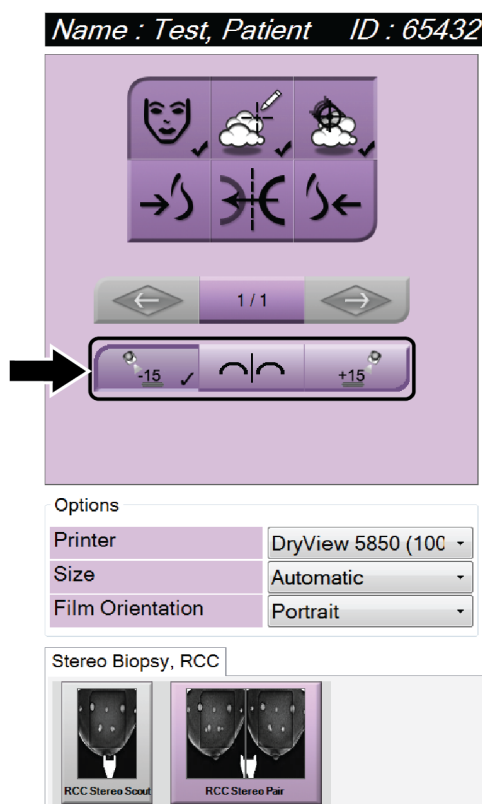 Name : Test, Patient ID : 65432
1 / 1
-15 +15
Options
Printer DryView 5850 (100
Size Automatic
Film Orientation Portrait
Stereo Biopsy, RCC
RCC Stereo Scout RCC Stereo Pair